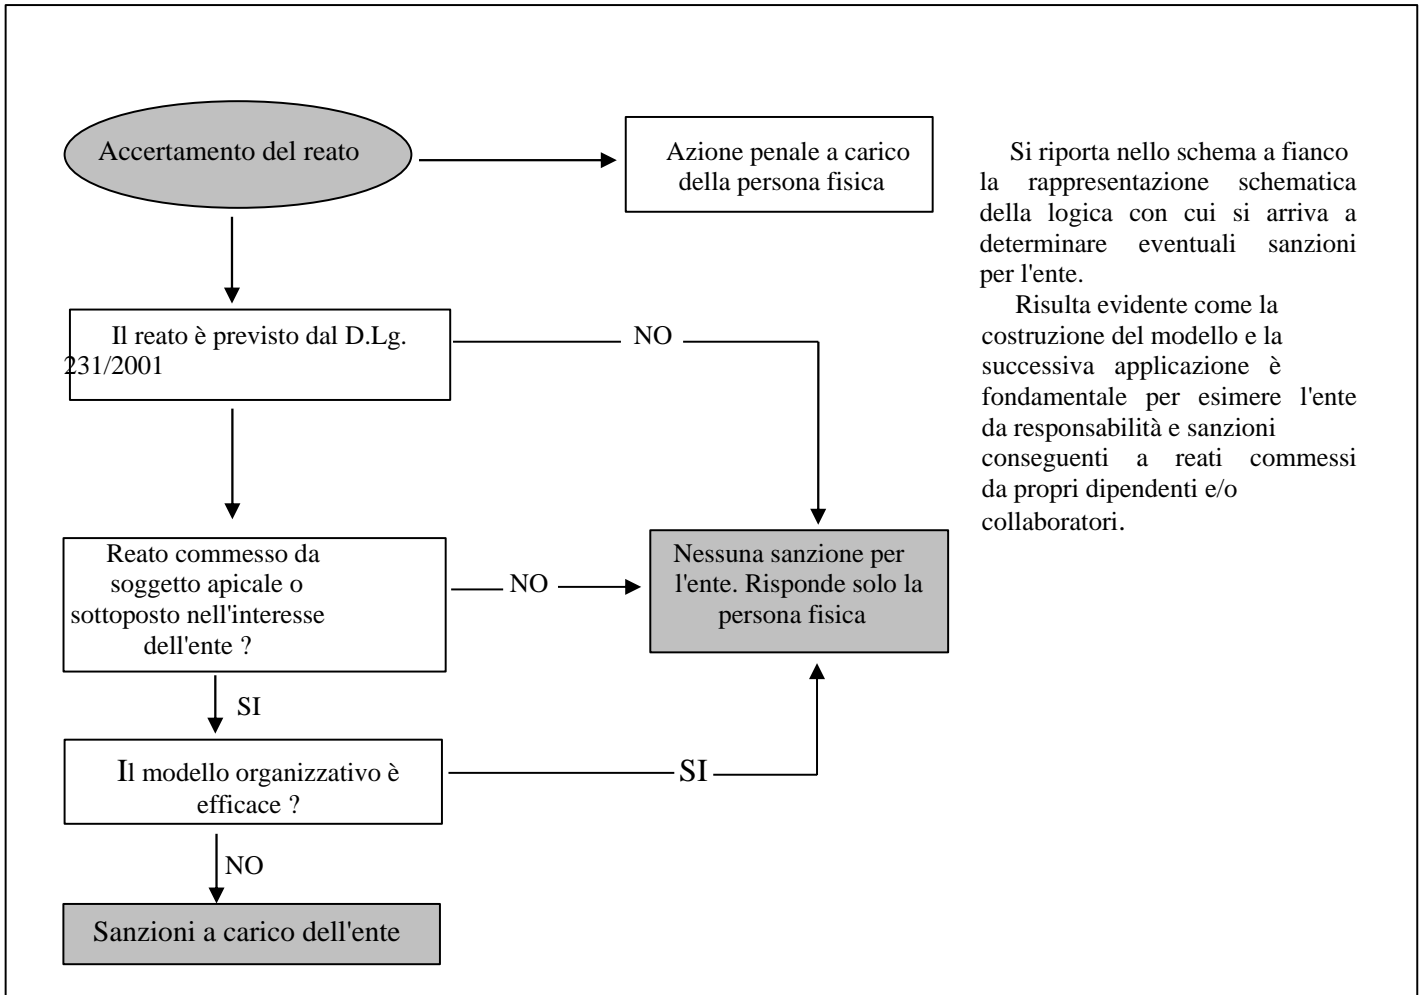 Accertamento del reato
Azione penale a carico
della persona fisica
Si riporta nello schema a fianco
la rappresentazione schematica
della logica con cui si arriva a
determinare eventuali sanzioni
per l'ente.
Risulta evidente come la
costruzione del modello e la
successiva applicazione è
fondamentale per esimere l'ente
da responsabilità e sanzioni
conseguenti a reati commessi
da propri dipendenti e/o
collaboratori.
Il reato è previsto dal D.Lg.
231/2001
NO
Reato commesso da
soggetto apicale o
sottoposto nell'interesse
dell'ente ?
NO
Nessuna sanzione per
l'ente. Risponde solo la
persona fisica
SI
Il modello organizzativo è
efficace ?
SI
NO
Sanzioni a carico dell'ente